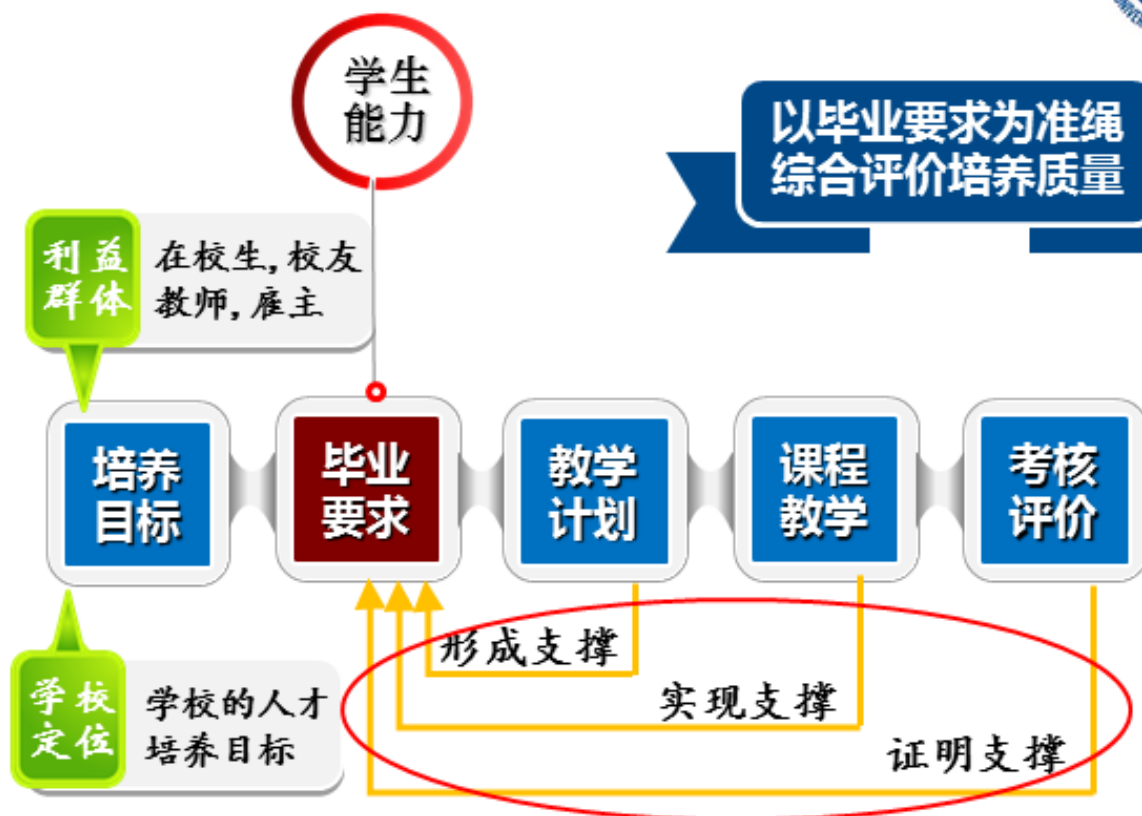 学生
能力
以毕业要求为准绳
综合评价培养质量
利益
群体
在校生,校友
教师,雇主
培养
目标
毕业
要求
教学
计划
课程
教学
考核
评价
形成支撑
实现支撑
证明支撑
学校
定位
学校的人才
培养目标